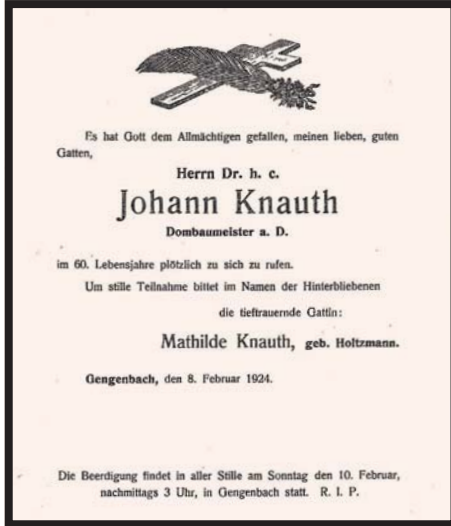 Es hat Gott dem Allmächtigen gefallen, meinen lieben, guten
Gatten,
Herrn Dr. h. c.
Johann Knauth
Dombaumeister a. D.
im 60. Lebensjahre plötzlich zu sich zu rufen.
Um stille Teilnahme bittet im Namen der Hinterbliebenen
die tieftrauernde Gattin:
Mathilde Knauth, geb. Holtzmann.
Gengenbach, den 8. Februar 1924.
Die Beerdigung findet in aller Stille am Sonntag den 10. Februar,
nachmittags 3 Uhr, in Gengenbach statt. R. I. P.